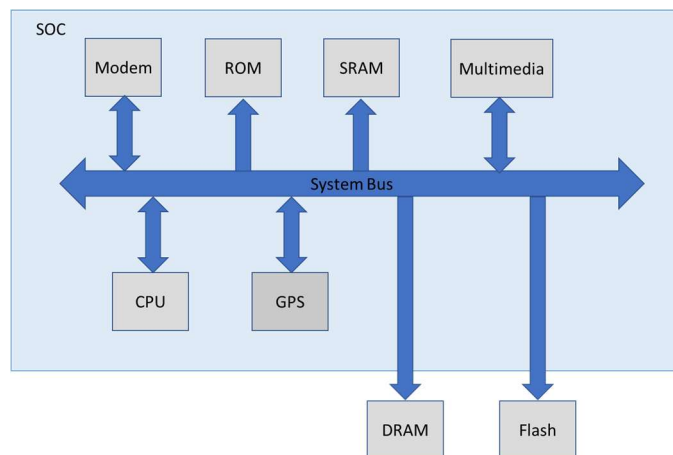 SOC
Modem
ROM
SRAM
Multimedia
System Bus
CPU
GPS
DRAM
Flash